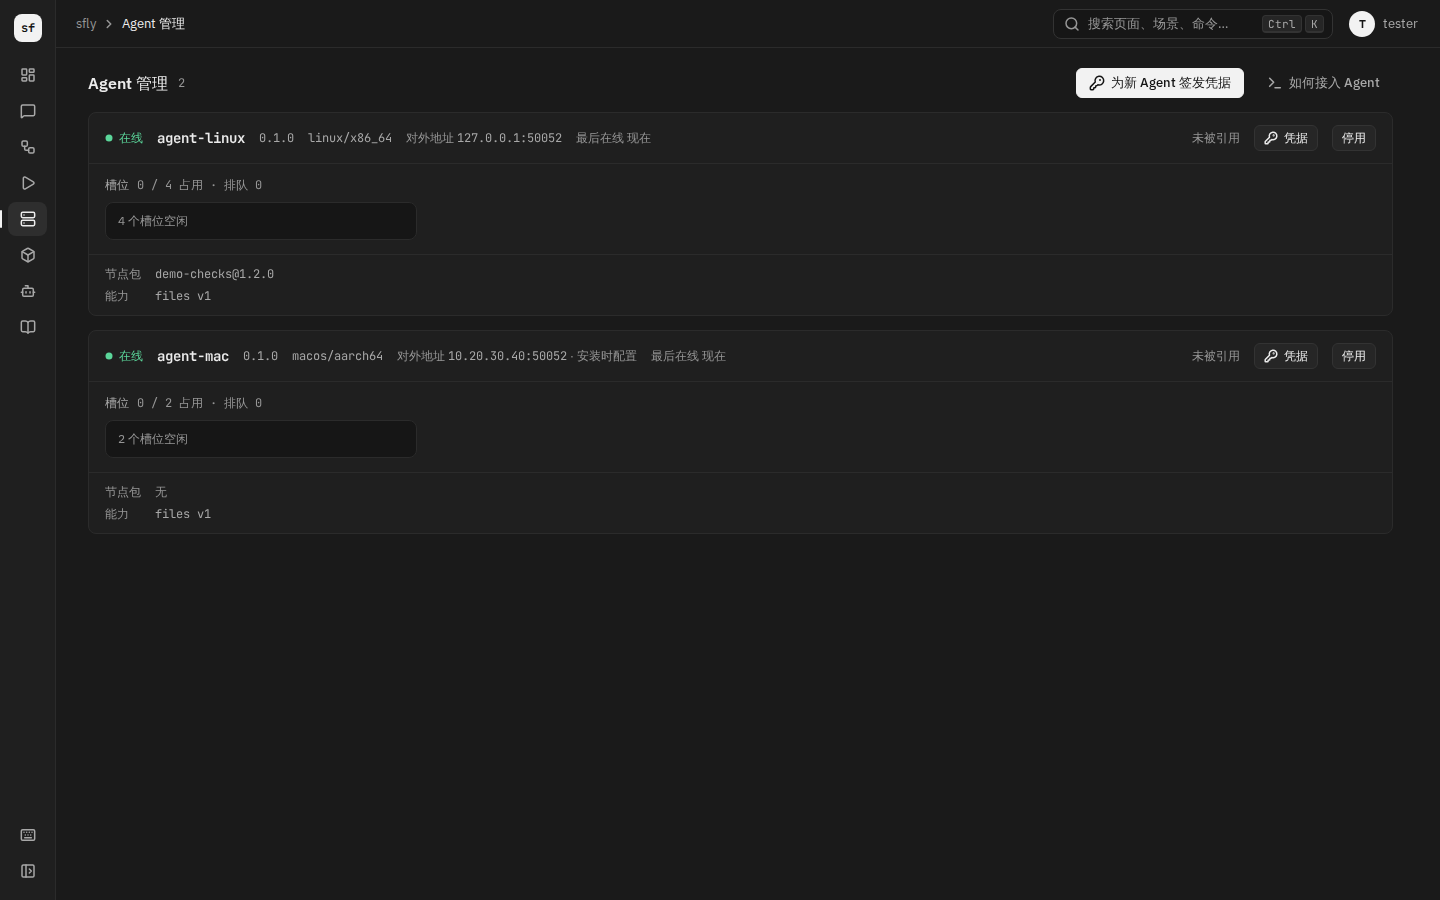 sf
sfly > Agent 管理
搜索页面、场景、命令... Ctrl K
T tester
Agent 管理 2
为新 Agent 签发凭据
如何接入 Agent
在线 agent-linux 0.1.0 linux/x86_64 对外地址 127.0.0.1:50052 最后在线 现在
未被引用 凭据 停用
槽位 0 / 4 占用 · 排队 0
4 个槽位空闲
节点包 demo-checks@1.2.0
能力 files v1
在线 agent-mac 0.1.0 macos/aarch64 对外地址 10.20.30.40:50052 · 安装时配置 最后在线 现在
未被引用 凭据 停用
槽位 0 / 2 占用 · 排队 0
2 个槽位空闲
节点包 无
能力 files v1